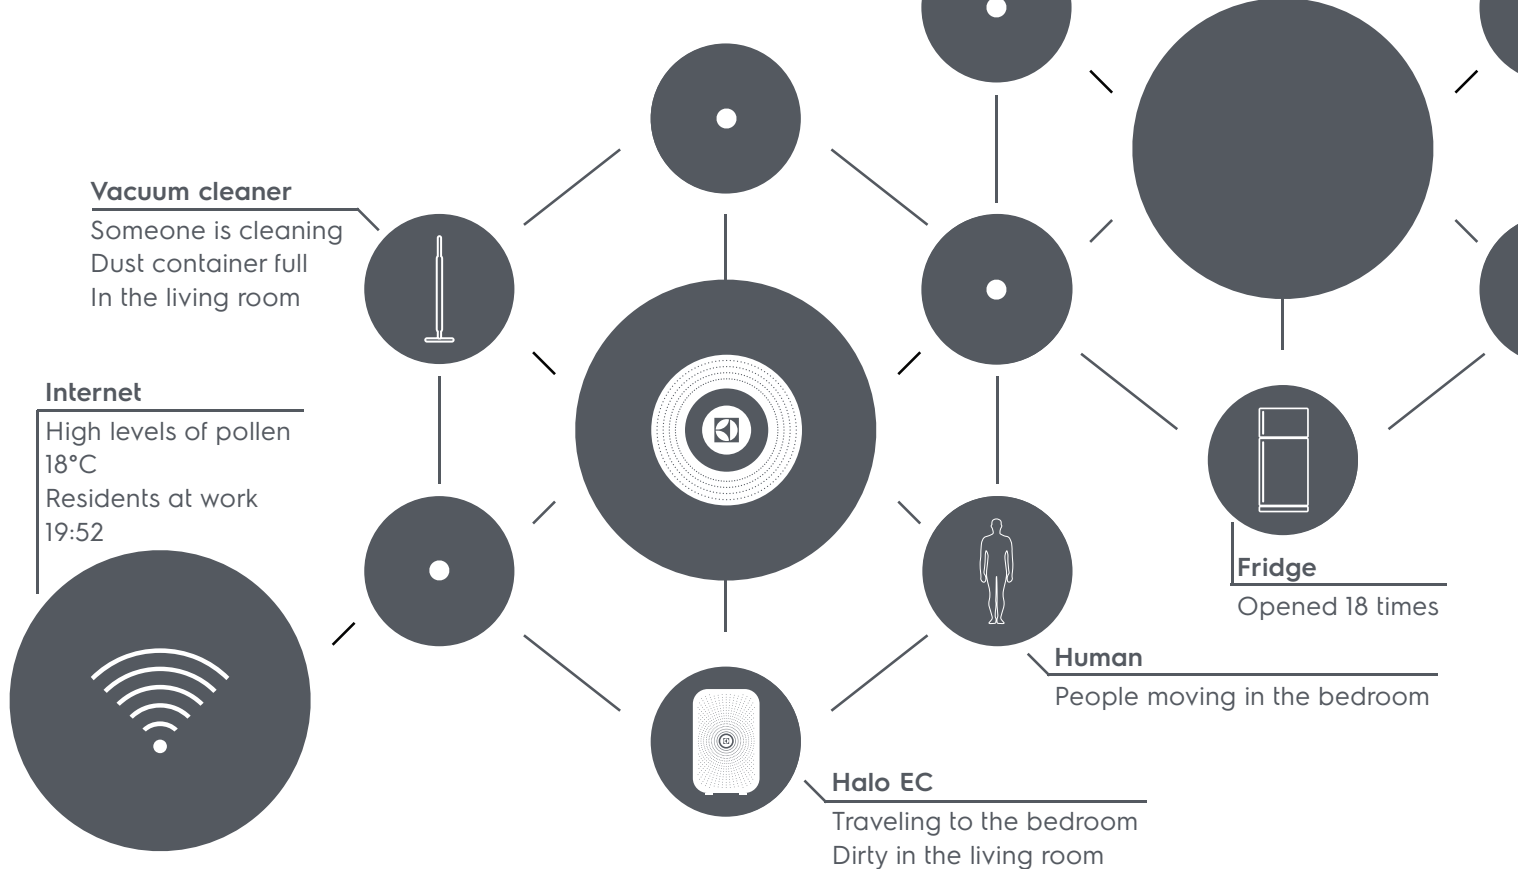 Vacuum cleaner
Someone is cleaning
Dust container full
In the living room
Internet
High levels of pollen
18°C
Residents at work
19:52
Fridge
Opened 18 times
Human
People moving in the bedroom
Halo EC
Traveling to the bedroom
Dirty in the living room